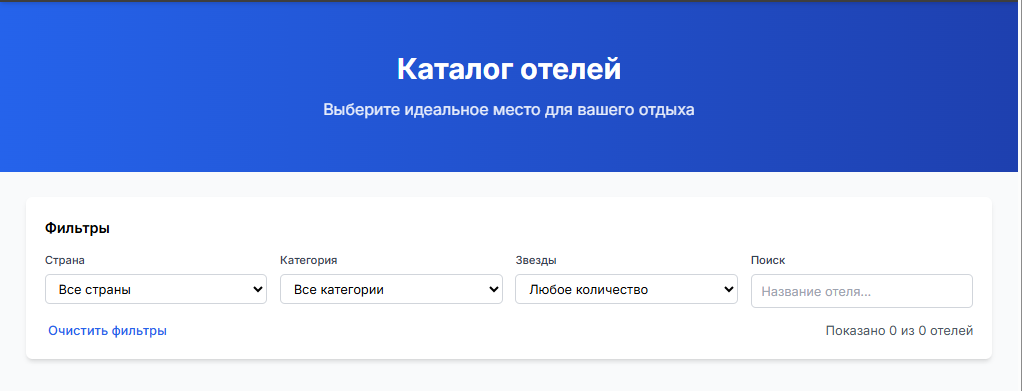 Каталог отелей
Выберите идеальное место для вашего отдыха
Фильтры
Страна Категория Звезды Поиск
Все страны Все категории Любое количество Название отеля...
Очистить фильтры Показано 0 из 0 отелей